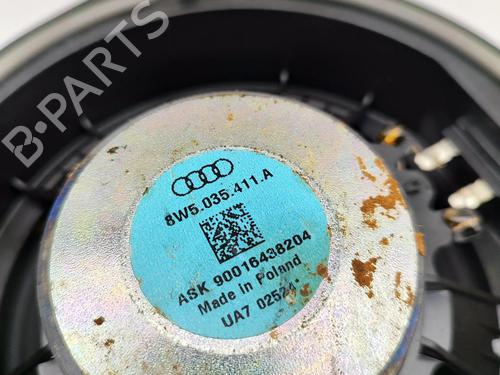 B-PARTS
8W5.035.411.A
ASK 90016438204
Made in Poland
UA7 02524